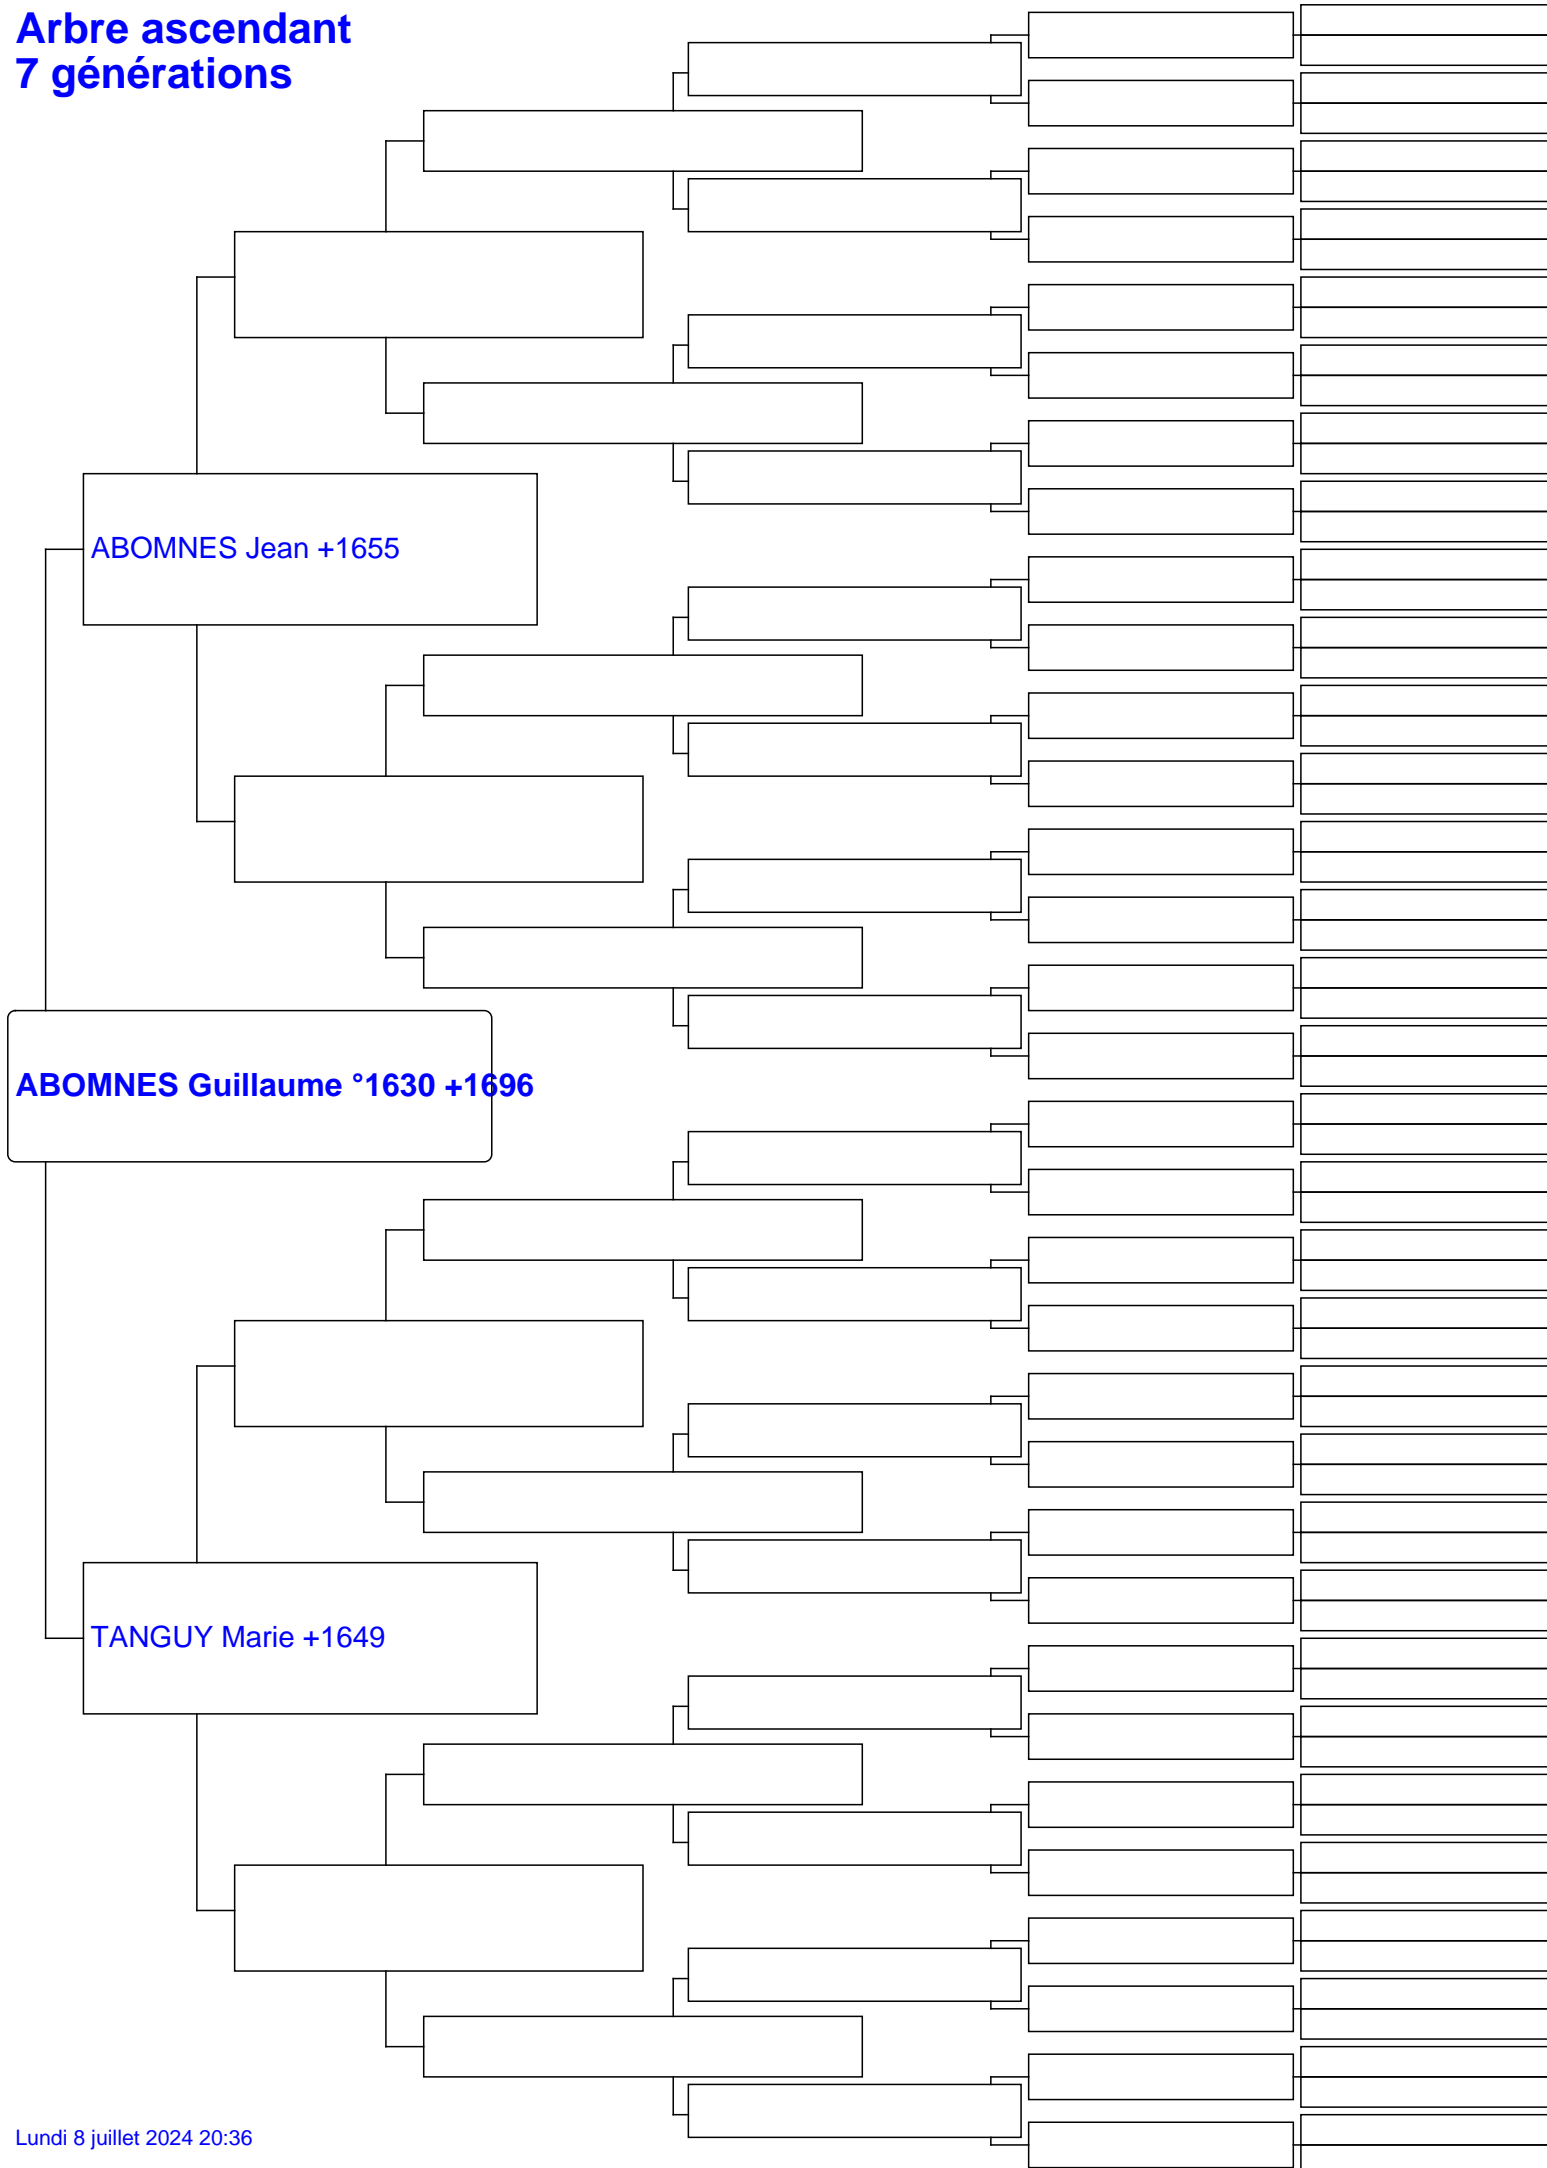 Arbre ascendant
7 générations
ABOMNES Jean +1655
ABOMNES Guillaume °1630 +1696
TANGUY Marie +1649
Lundi 8 juillet 2024 20:36